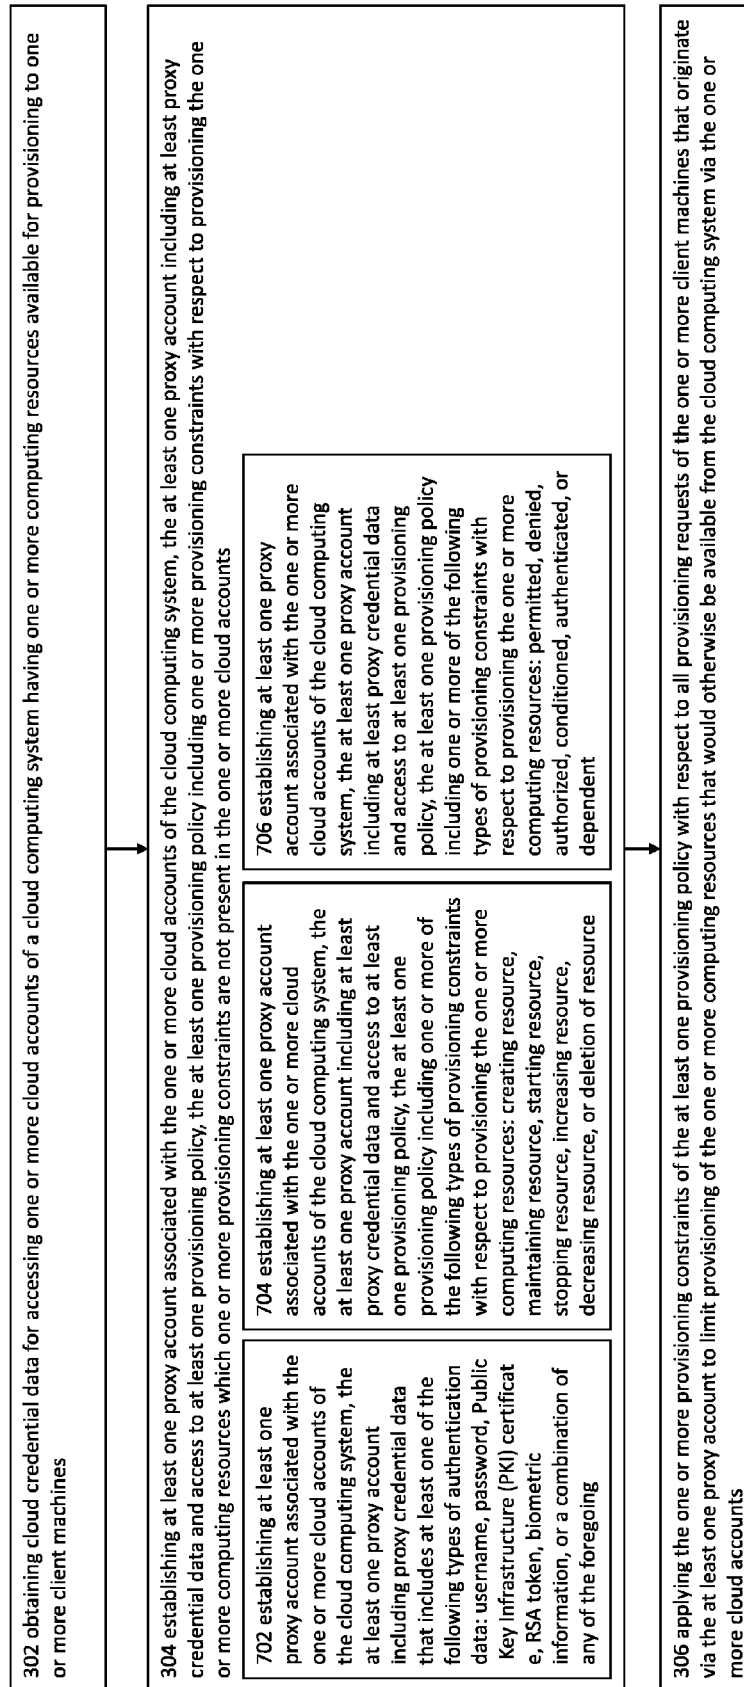 302 obtaining cloud credential data for accessing one or more cloud accounts of a cloud computing system having one or more computing resources available for provisioning to one
or more client machines
304 establishing at least one proxy account associated with the one or more cloud accounts of the cloud computing system, the at least one proxy account including at least proxy
credential data and access to at least one provisioning policy, the at least one provisioning policy including one or more provisioning constraints with respect to provisioning the one
or more computing resources which one or more provisioning constraints are not present in the one or more cloud accounts
702 establishing at least one
proxy account associated with the
one or more cloud accounts of
the cloud computing system, the
at least one proxy account
including proxy credential data
that includes at least one of the
following types of authentication
data: username, password, Public
Key Infrastructure (PKI) certificat
e, RSA token, biometric
information, or a combination of
any of the foregoing
704 establishing at least one proxy account
associated with the one or more cloud
accounts of the cloud computing system, the
at least one proxy account including at least
proxy credential data and access to at least
one provisioning policy, the at least one
provisioning policy including one or more of
the following types of provisioning constraints
with respect to provisioning the one or more
computing resources: creating resource,
maintaining resource, starting resource,
stopping resource, increasing resource,
decreasing resource, or deletion of resource
706 establishing at least one proxy
account associated with the one or more
cloud accounts of the cloud computing
system, the at least one proxy account
including at least proxy credential data
and access to at least one provisioning
policy, the at least one provisioning policy
including one or more of the following
types of provisioning constraints with
respect to provisioning the one or more
computing resources: permitted, denied,
authorized, conditioned, authenticated, or
dependent
306 applying the one or more provisioning constraints of the at least one provisioning policy with respect to all provisioning requests of the one or more client machines that originate
via the at least one proxy account to limit provisioning of the one or more computing resources that would otherwise be available from the cloud computing system via the one or
more cloud accounts